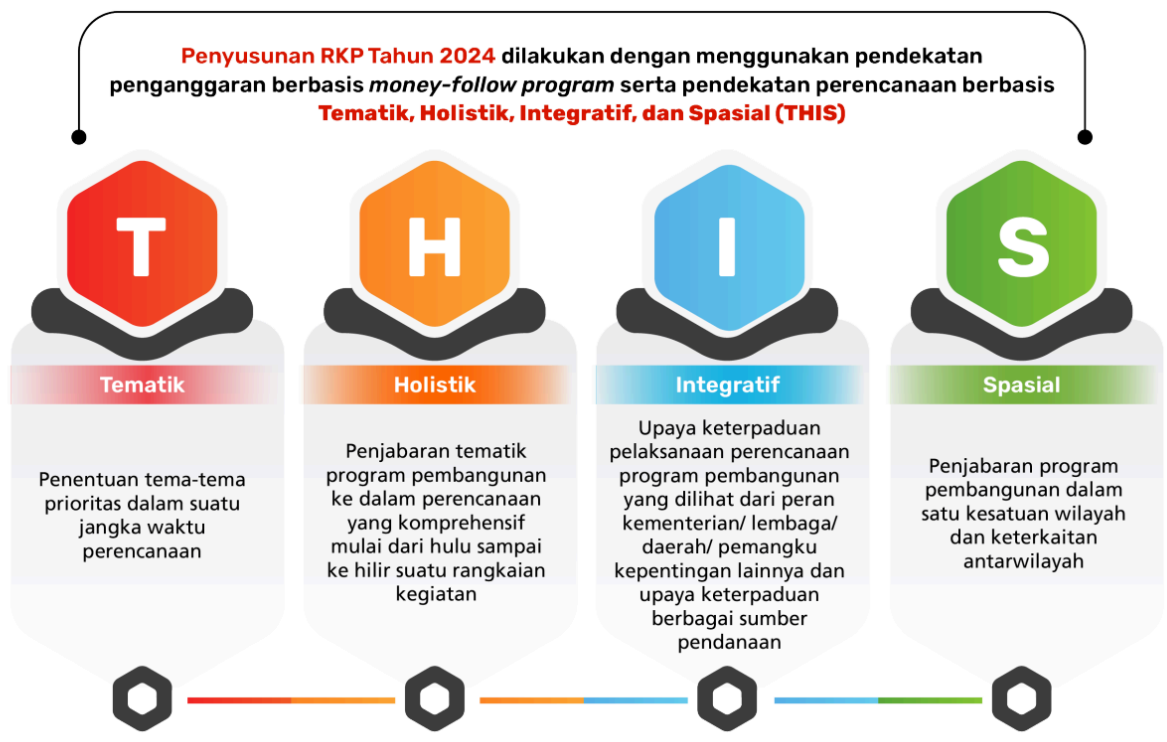 Penyusunan RKP Tahun 2024 dilakukan dengan menggunakan pendekatan
penganggaran berbasis money-follow program serta pendekatan perencanaan berbasis
Tematik, Holistik, Integratif, dan Spasial (THIS)
T
H
I
S
Tematik
Penentuan tema-tema
prioritas dalam suatu
jangka waktu
perencanaan
Holistik
Penjabaran tematik
program pembangunan
ke dalam perencanaan
yang komprehensif
mulai dari hulu sampai
ke hilir suatu rangkaian
kegiatan
Integratif
Upaya keterpaduan
pelaksanaan perencanaan
program pembangunan
yang dilihat dari peran
kementerian/ lembaga/
daerah/ pemangku
kepentingan lainnya dan
upaya keterpaduan
berbagai sumber
pendanaan
Spasial
Penjabaran program
pembangunan dalam
satu kesatuan wilayah
dan keterkaitan
antarwilayah